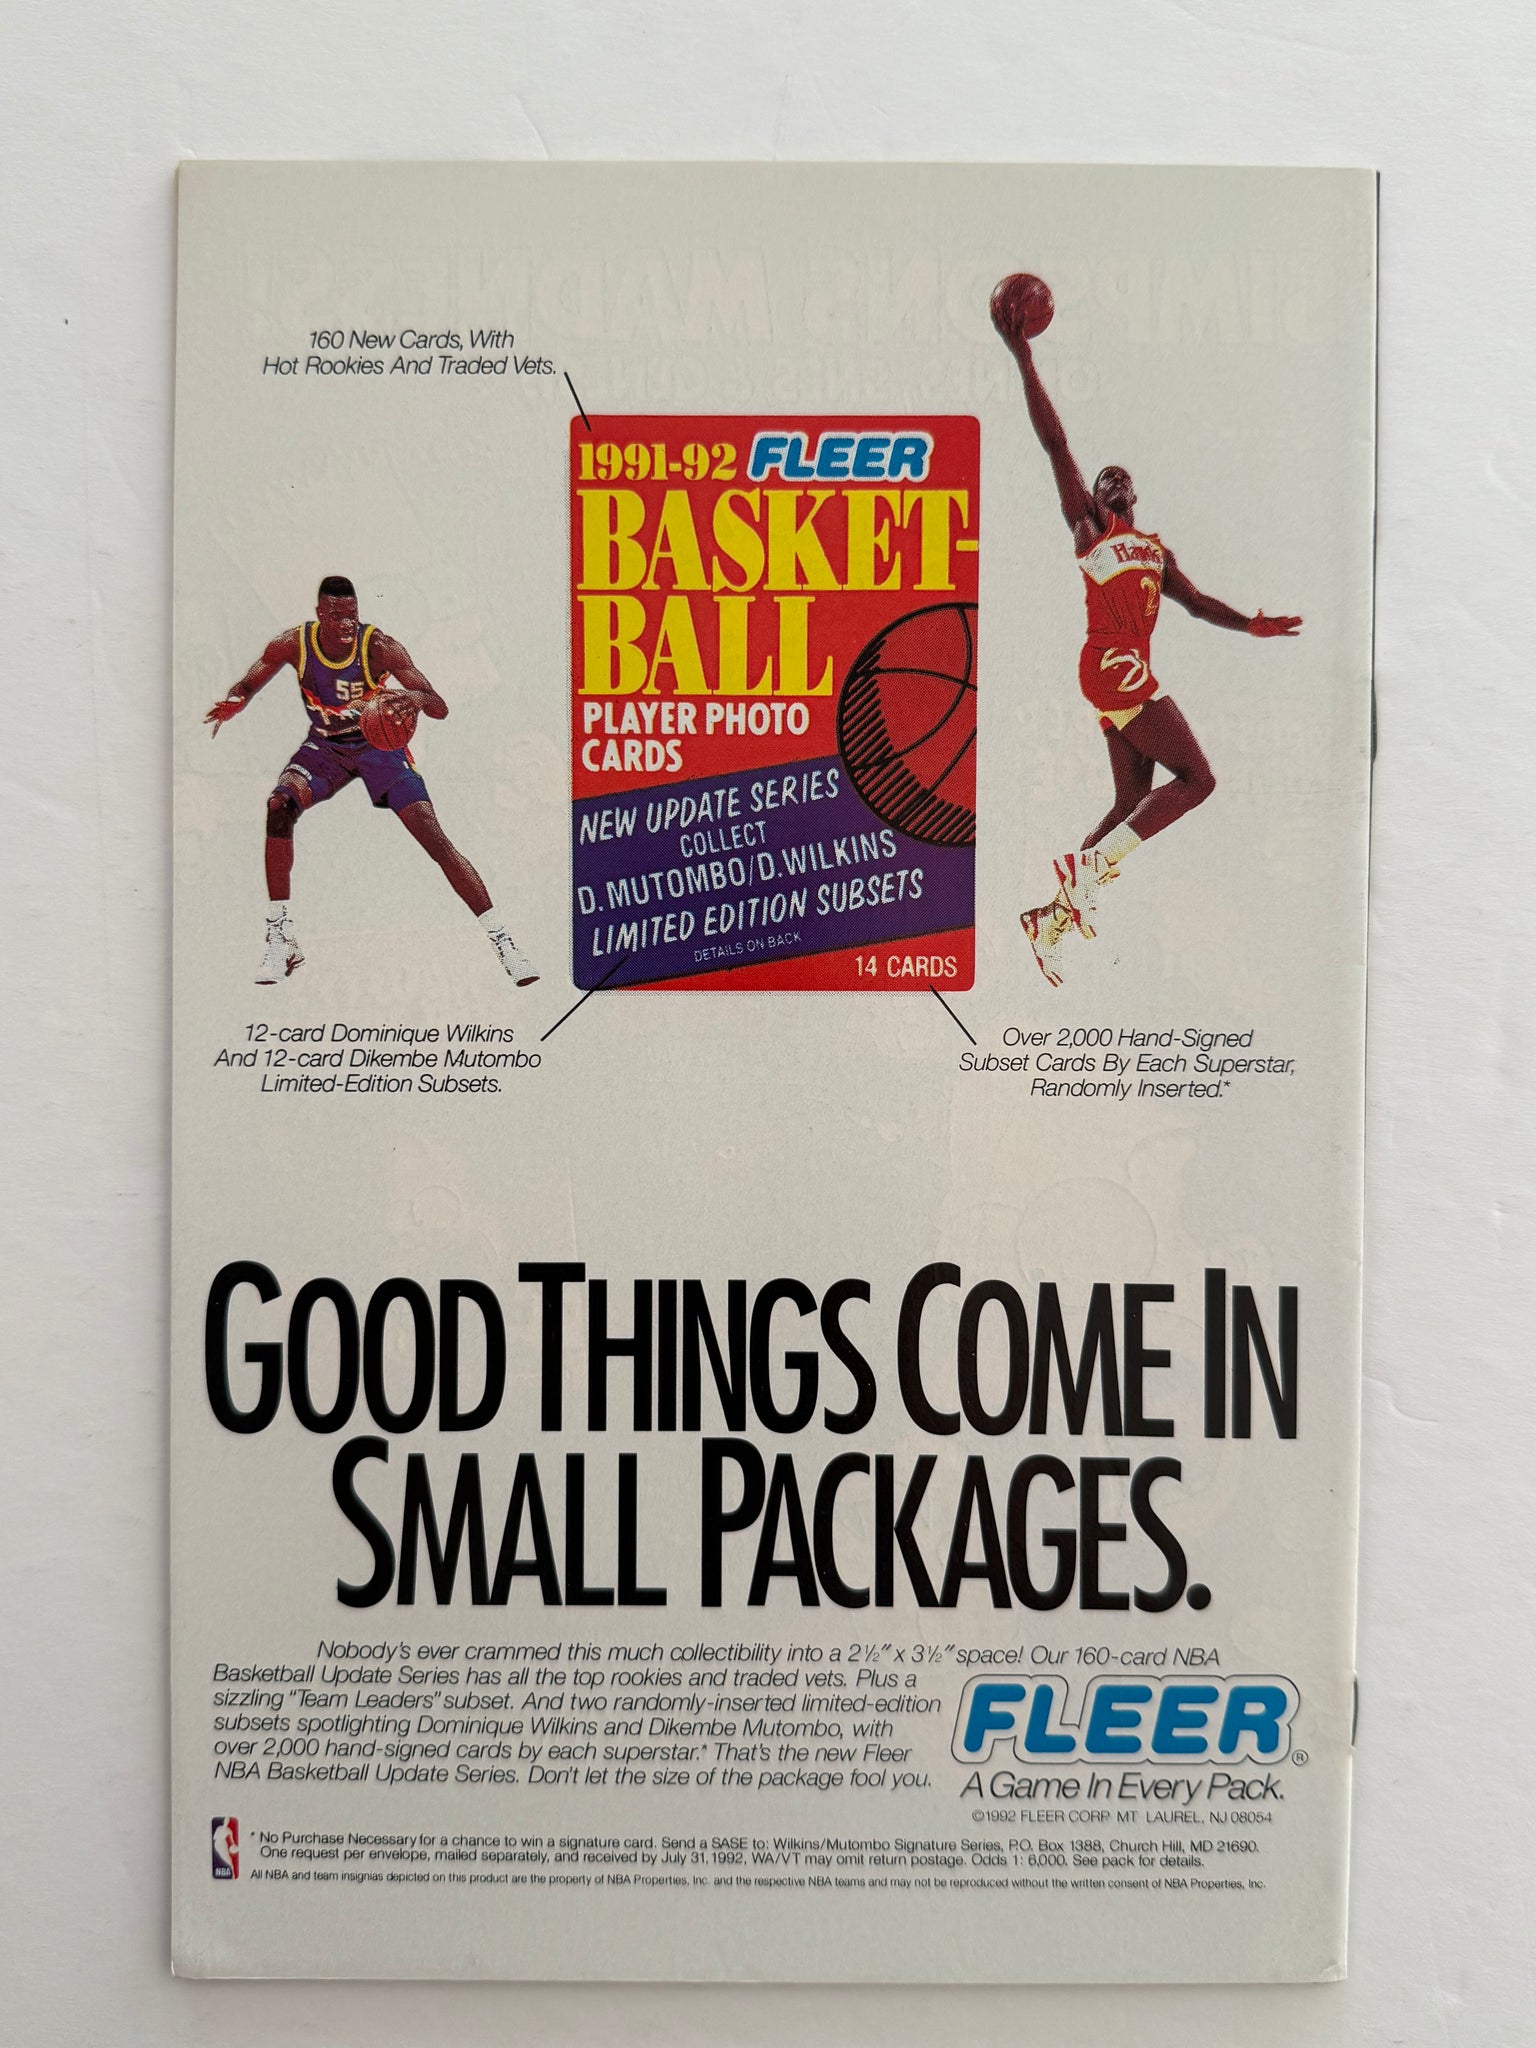 160 New Cards, With
Hot Rookies And Traded Vets.
1991-92 FLEER
BASKET-
BALL
PLAYER PHOTO
CARDS
NEW UPDATE SERIES
COLLECT
D. MUTOMBO/D. WILKINS
LIMITED EDITION SUBSETS
DETAILS ON BACK
14 CARDS
55
Hawks
12-card Dominique Wilkins
And 12-card Dikembe Mutombo
Limited-Edition Subsets.
Over 2,000 Hand-Signed
Subset Cards By Each Superstar,
Randomly Inserted.*
GOOD THINGS COME IN
SMALL PACKAGES.
Nobody's ever crammed this much collectibility into a 2½" x 3½" space! Our 160-card NBA
Basketball Update Series has all the top rookies and traded vets. Plus a
sizzling "Team Leaders" subset. And two randomly-inserted limited-edition
subsets spotlighting Dominique Wilkins and Dikembe Mutombo, with
over 2,000 hand-signed cards by each superstar.* That's the new Fleer
NBA Basketball Update Series. Don't let the size of the package fool you.
FLEER®
A Game In Every Pack.
©1992 FLEER CORP. MT. LAUREL, NJ 08054
NBA
* No Purchase Necessary for a chance to win a signature card. Send a SASE to: Wilkins/Mutombo Signature Series, P.O. Box 1388, Church Hill, MD 21690.
One request per envelope, mailed separately, and received by July 31, 1992, WA/VT may omit return postage. Odds 1: 6,000. See pack for details.
All NBA and team insignias depicted on this product are the property of NBA Properties, Inc. and the respective NBA teams and may not be reproduced without the written consent of NBA Properties, Inc.